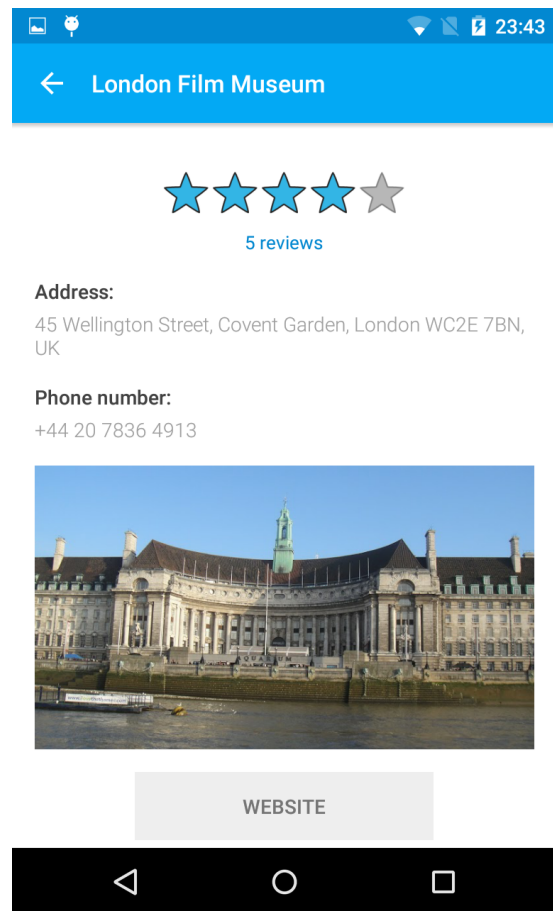 23:43
London Film Museum
5 reviews
Address:
45 Wellington Street, Covent Garden, London WC2E 7BN,
UK
Phone number:
+44 20 7836 4913
AQUARIUM
WEBSITE